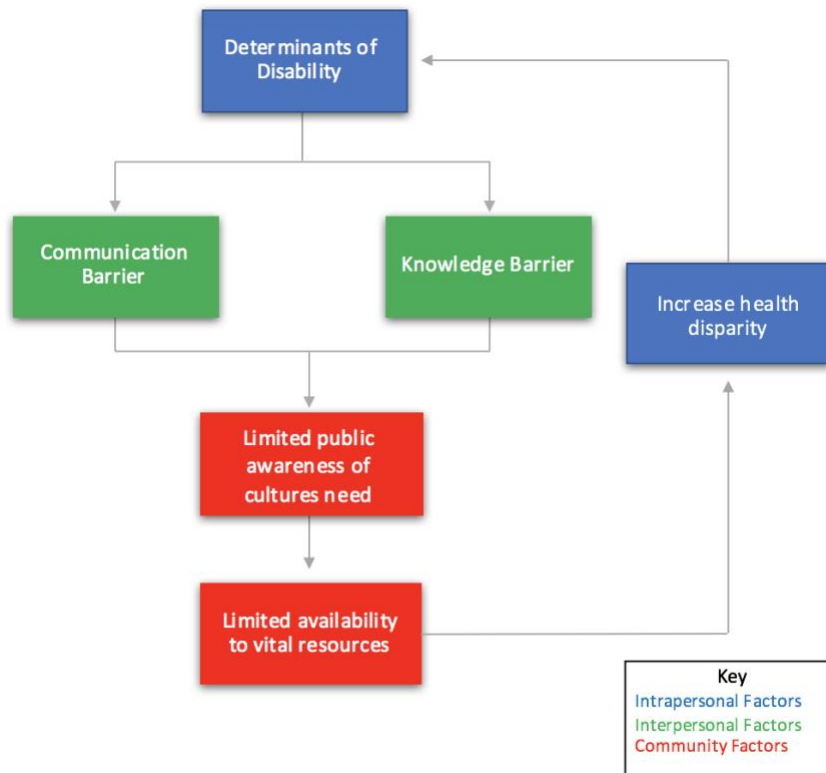 Determinants of
Disability
Communication
Barrier
Knowledge Barrier
Increase health
disparity
Limited public
awareness of
cultures need
Limited availability
to vital resources
Key
Intrapersonal Factors
Interpersonal Factors
Community Factors